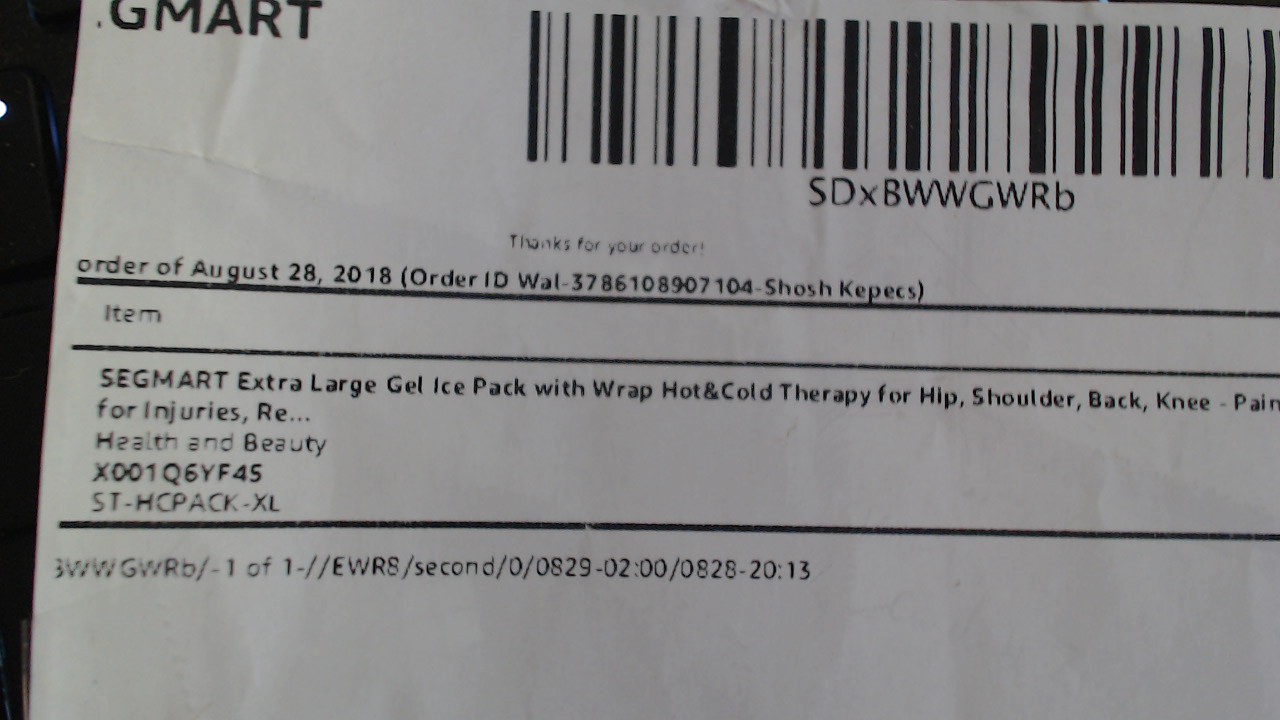 .GMART
SDxBWWGWRb
Thanks for your order!
order of August 28, 2018 (Order ID Wal-3786108907104-Shosh Kepecs)
Item
SEGMART Extra Large Gel Ice Pack with Wrap Hot&Cold Therapy for Hip, Shoulder, Back, Knee - Pain
for Injuries, Re...
Health and Beauty
X001Q6YF45
ST-HCPACK-XL
BWWGWRb/-1 of 1-//EWR8/second/0/0829-02:00/0828-20:13